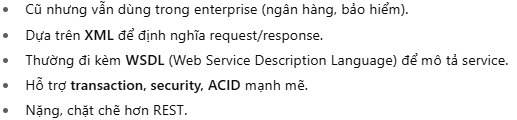 • Cũ nhưng vẫn dùng trong enterprise (ngân hàng, bảo hiểm).
• Dựa trên XML để định nghĩa request/response.
• Thường đi kèm WSDL (Web Service Description Language) để mô tả service.
• Hỗ trợ transaction, security, ACID mạnh mẽ.
• Nặng, chặt chẽ hơn REST.